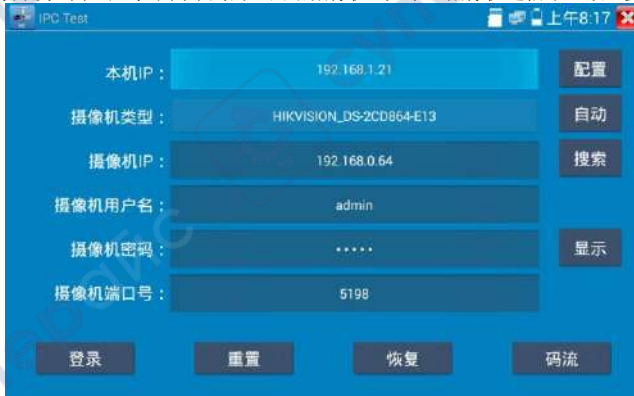 IPC Test
上午8:17
本机IP： 192.168.1.21 配置
摄像机类型： HIKVISION_DS-2CD864-E13 自动
摄像机IP： 192.168.0.64 搜索
摄像机用户名： admin
摄像机密码： ••••• 显示
摄像机端口号： 5198
登录 重置 恢复 码流